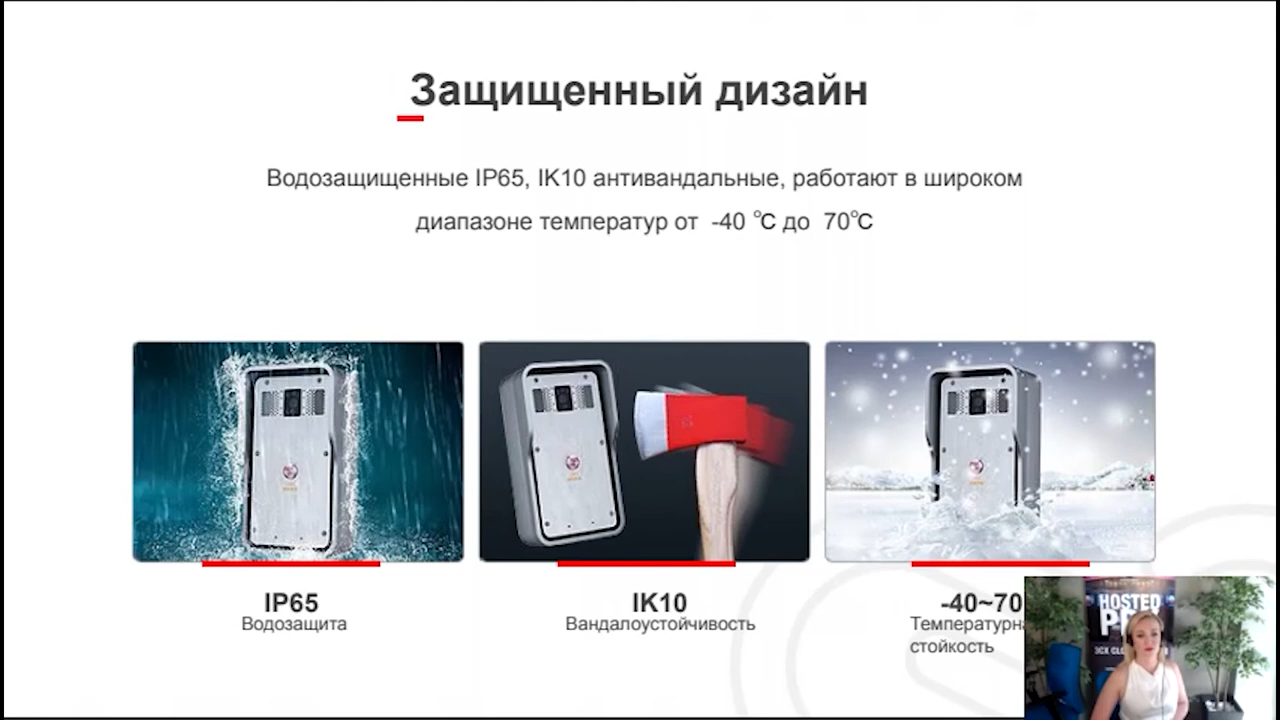 Защищенный дизайн
Водозащищенные IP65, IK10 антивандальные, работают в широком
диапазоне температур от -40 ℃ до 70℃
IP65
Водозащита
IK10
Вандалоустойчивость
-40~70
стойкость
HOSTED